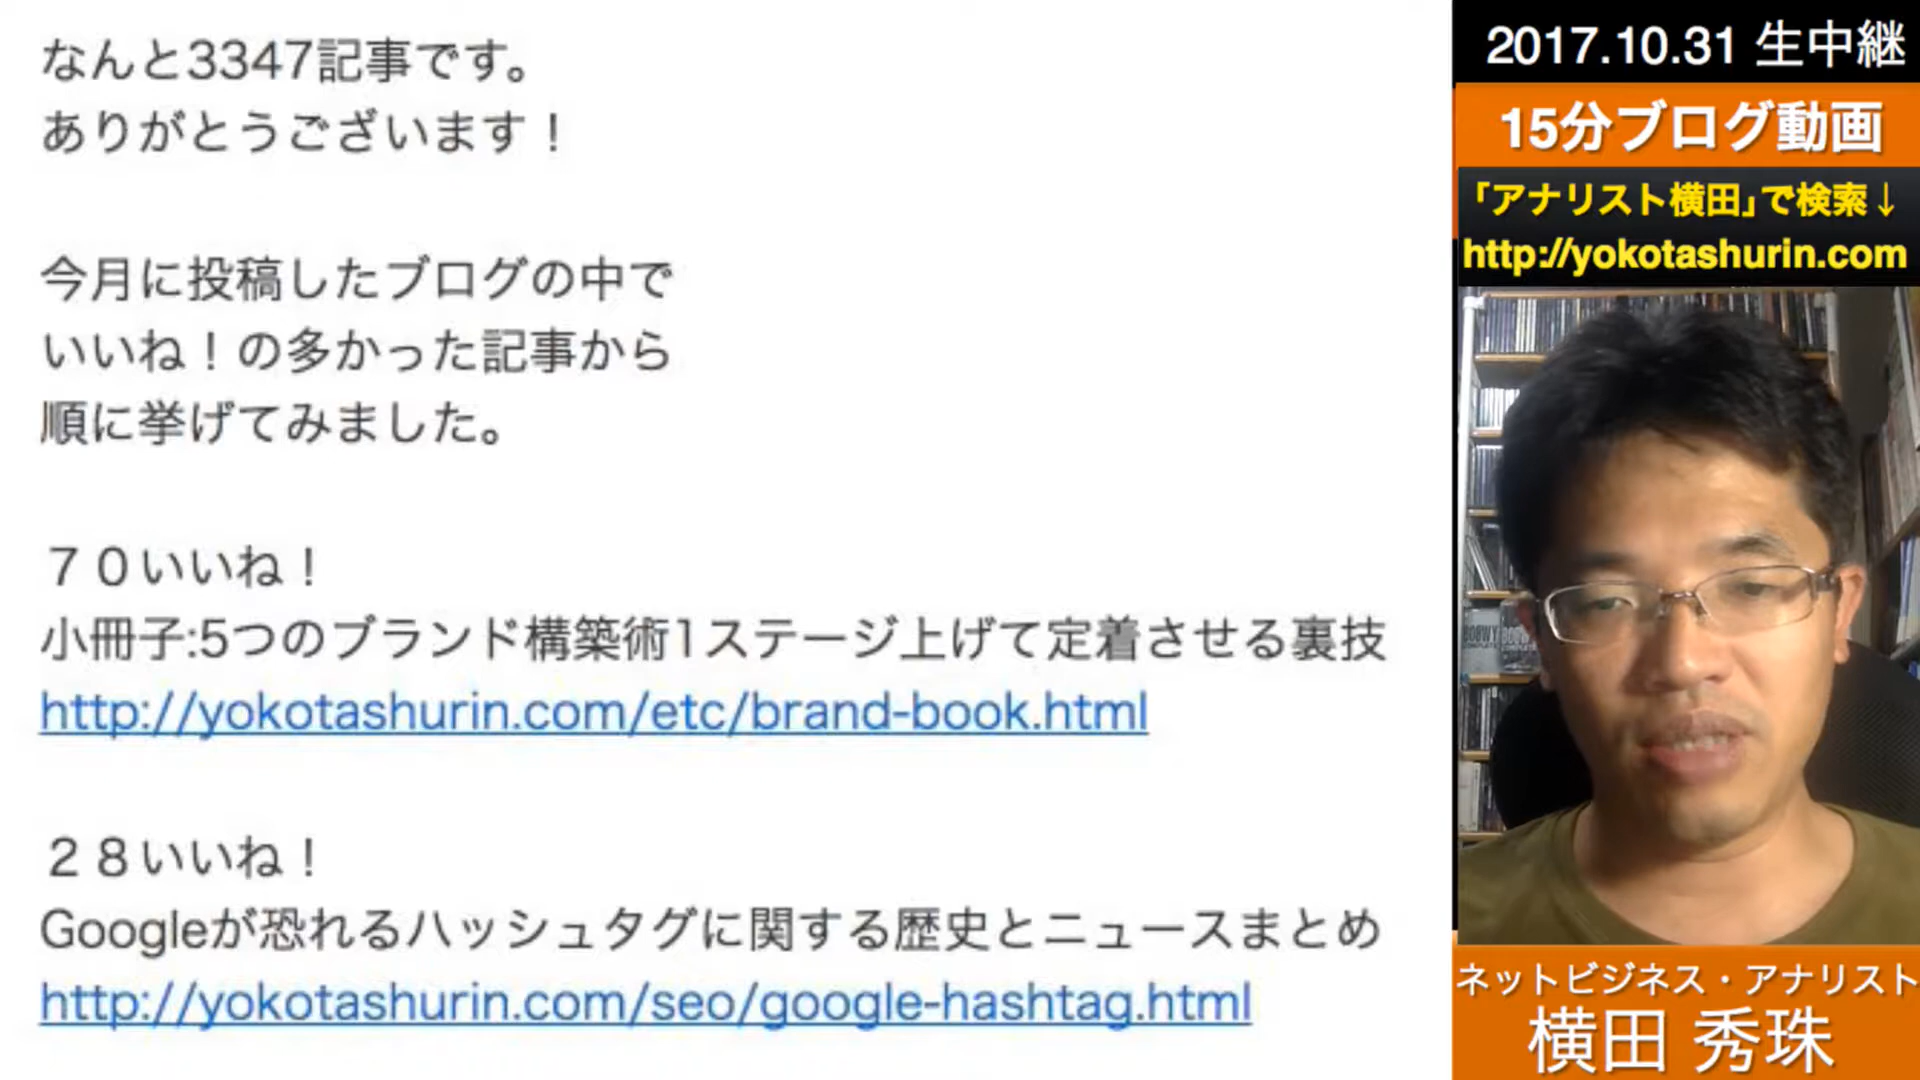 なんと3347記事です。
ありがとうございます！
今月に投稿したブログの中で
いいね！の多かった記事から
順に挙げてみました。
７０いいね！
小冊子:5つのブランド構築術1ステージ上げて定着させる裏技
http://yokotashurin.com/etc/brand-book.html
２８いいね！
Googleが恐れるハッシュタグに関する歴史とニュースまとめ
http://yokotashurin.com/seo/google-hashtag.html
2017.10.31 生中継
15分ブログ動画
「アナリスト横田」で検索↓
http://yokotashurin.com
ネットビジネス・アナリスト
横田 秀珠